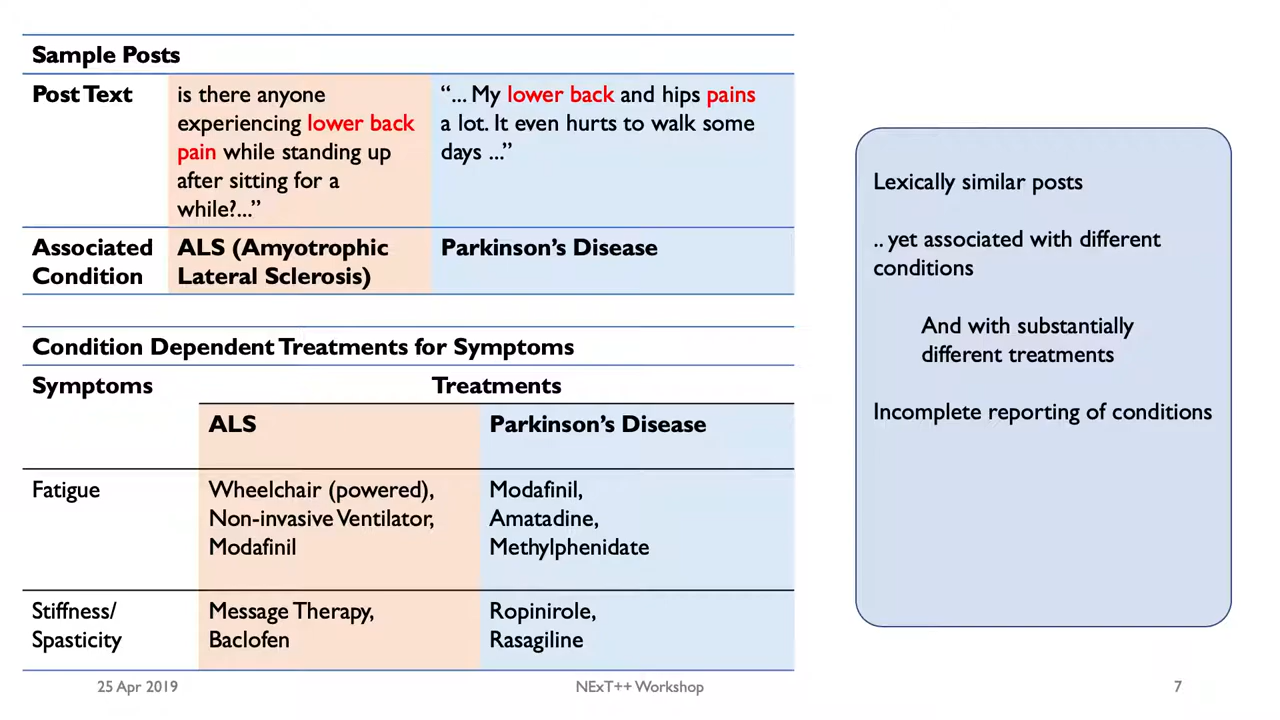 Sample Posts
Post Text
is there anyone
experiencing lower back
pain while standing up
after sitting for a
while?...”
“... My lower back and hips pains
a lot. It even hurts to walk some
days ...”
Associated
Condition
ALS (Amyotrophic
Lateral Sclerosis)
Parkinson’s Disease
Condition Dependent Treatments for Symptoms
Symptoms
Treatments
ALS
Parkinson’s Disease
Fatigue
Wheelchair (powered),
Non-invasive Ventilator,
Modafinil
Modafinil,
Amatadine,
Methylphenidate
Stiffness/
Spasticity
Message Therapy,
Baclofen
Ropinirole,
Rasagiline
Lexically similar posts
.. yet associated with different
conditions
And with substantially
different treatments
Incomplete reporting of conditions
25 Apr 2019
NExT++ Workshop
7